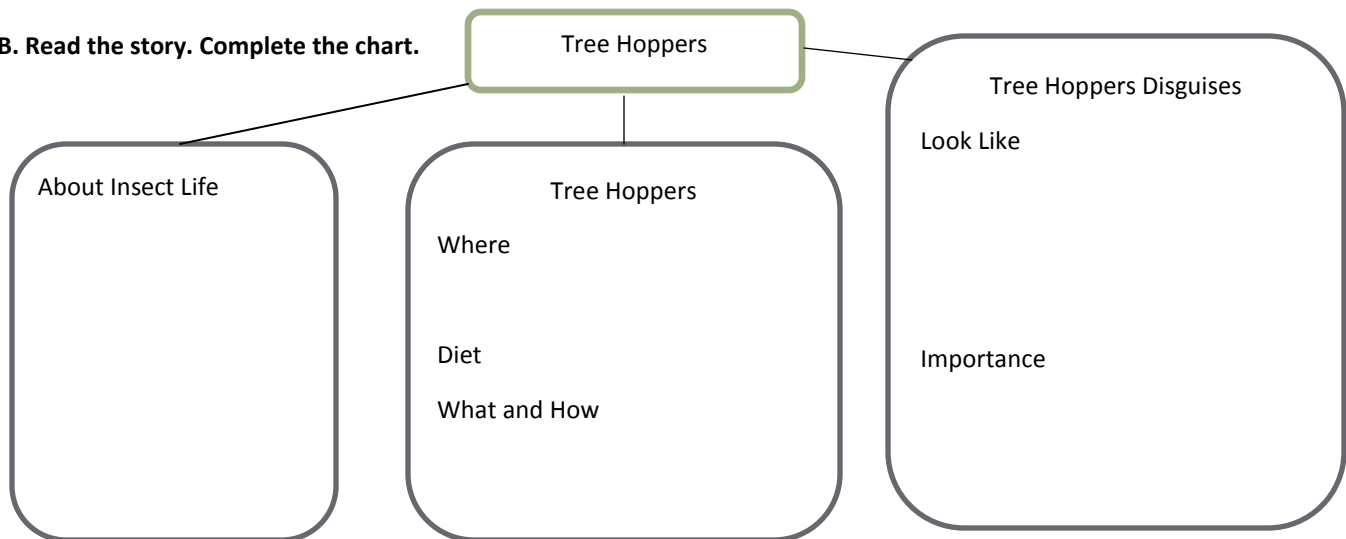 B. Read the story. Complete the chart.
Tree Hoppers
About Insect Life
Tree Hoppers
Where
Diet
What and How
Tree Hoppers Disguises
Look Like
Importance